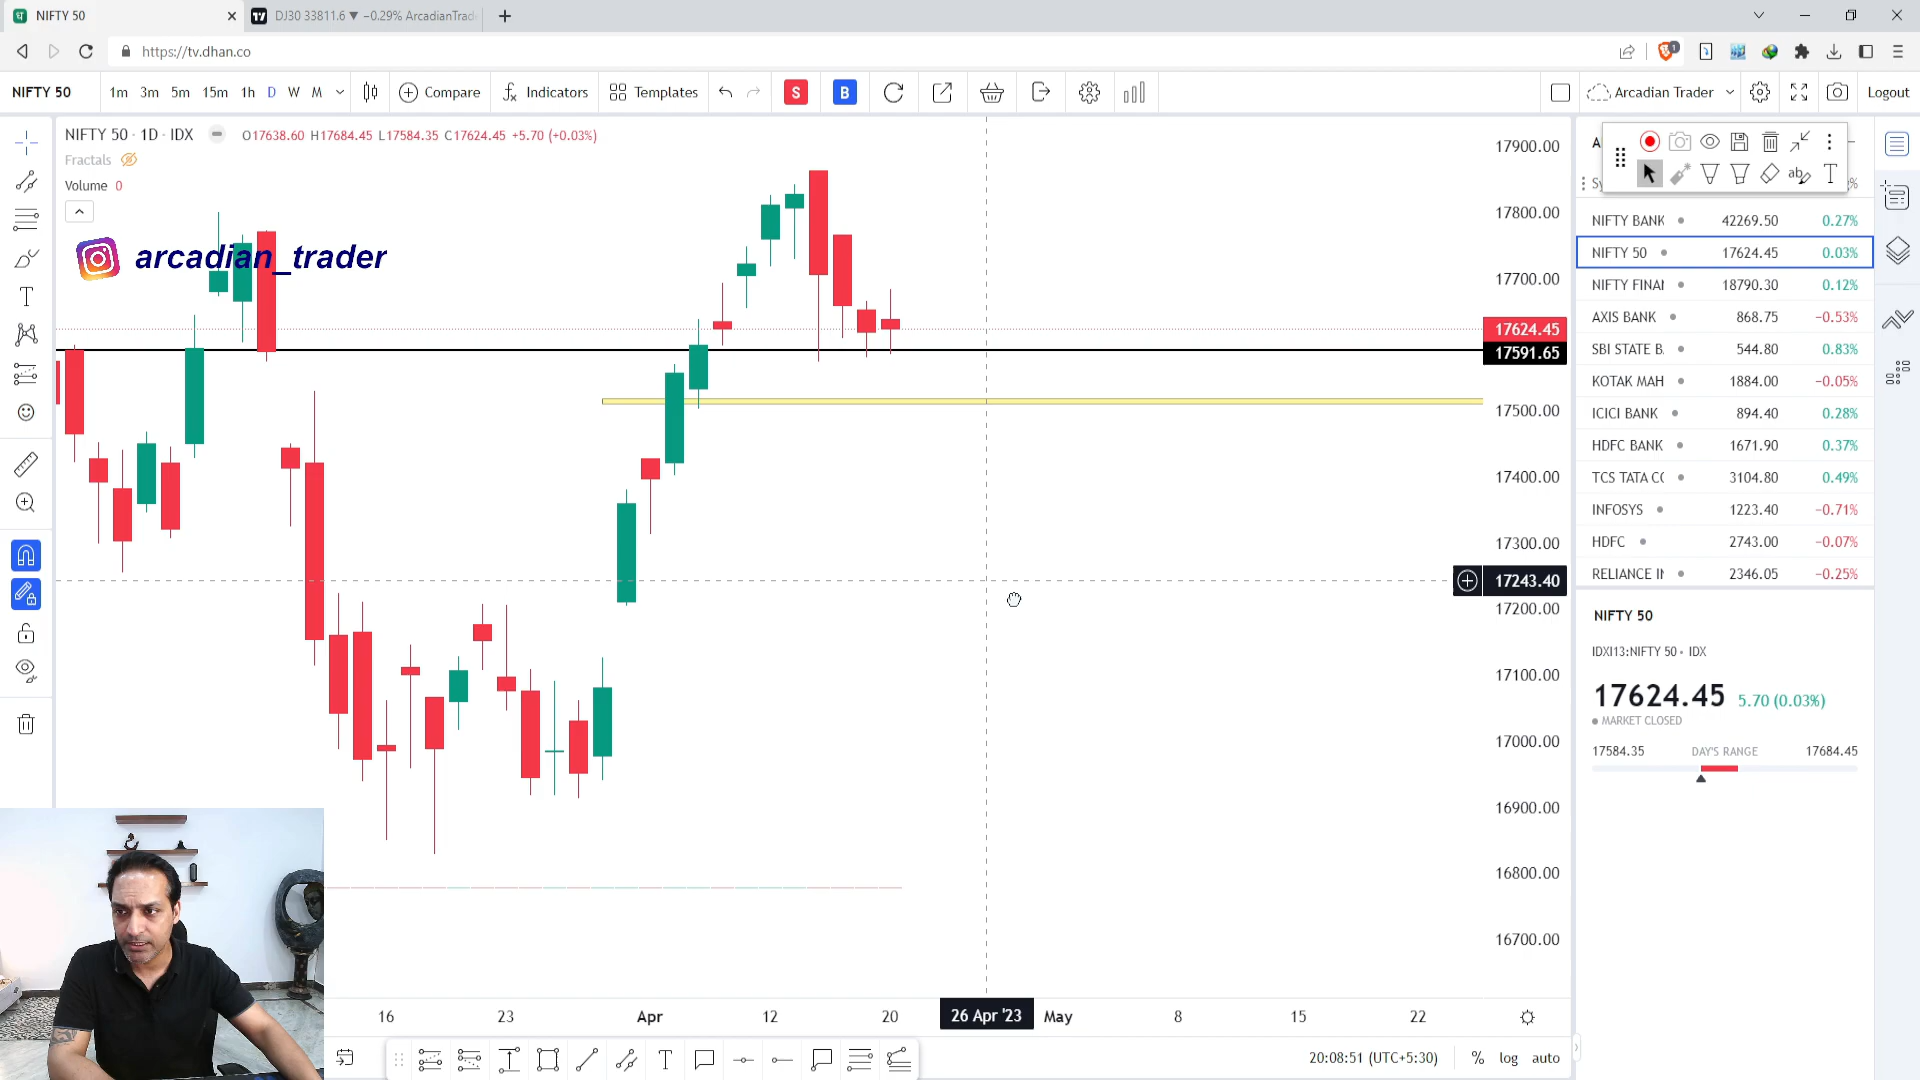 NIFTY 50
DJ30 33811.6 ▼ −0.29% ArcadianTrad
https://tv.dhan.co
NIFTY 50
1m 3m 5m 15m 1h D W M
Compare
Indicators
Templates
S
B
Arcadian Trader
Logout
NIFTY 50 · 1D · IDX
O17638.60 H17684.45 L17584.35 C17624.45 +5.70 (+0.03%)
Fractals
Volume 0
arcadian_trader
17900.00
17800.00
17700.00
17624.45
17591.65
17500.00
17400.00
17300.00
17243.40
17200.00
17100.00
17000.00
16900.00
16800.00
16700.00
16 23 Apr 12 20 26 Apr '23 May 8 15 22
20:08:51 (UTC+5:30) % log auto
NIFTY BANK 42269.50 0.27%
NIFTY 50 17624.45 0.03%
NIFTY FINAI 18790.30 0.12%
AXIS BANK 868.75 −0.53%
SBI STATE B. 544.80 0.83%
KOTAK MAH 1884.00 −0.05%
ICICI BANK 894.40 0.28%
HDFC BANK 1671.90 0.37%
TCS TATA CC 3104.80 0.49%
INFOSYS 1223.40 −0.71%
HDFC 2743.00 −0.07%
RELIANCE II 2346.05 −0.25%
NIFTY 50
IDXI13:NIFTY 50 • IDX
17624.45 5.70 (0.03%)
MARKET CLOSED
17584.35 DAY'S RANGE 17684.45